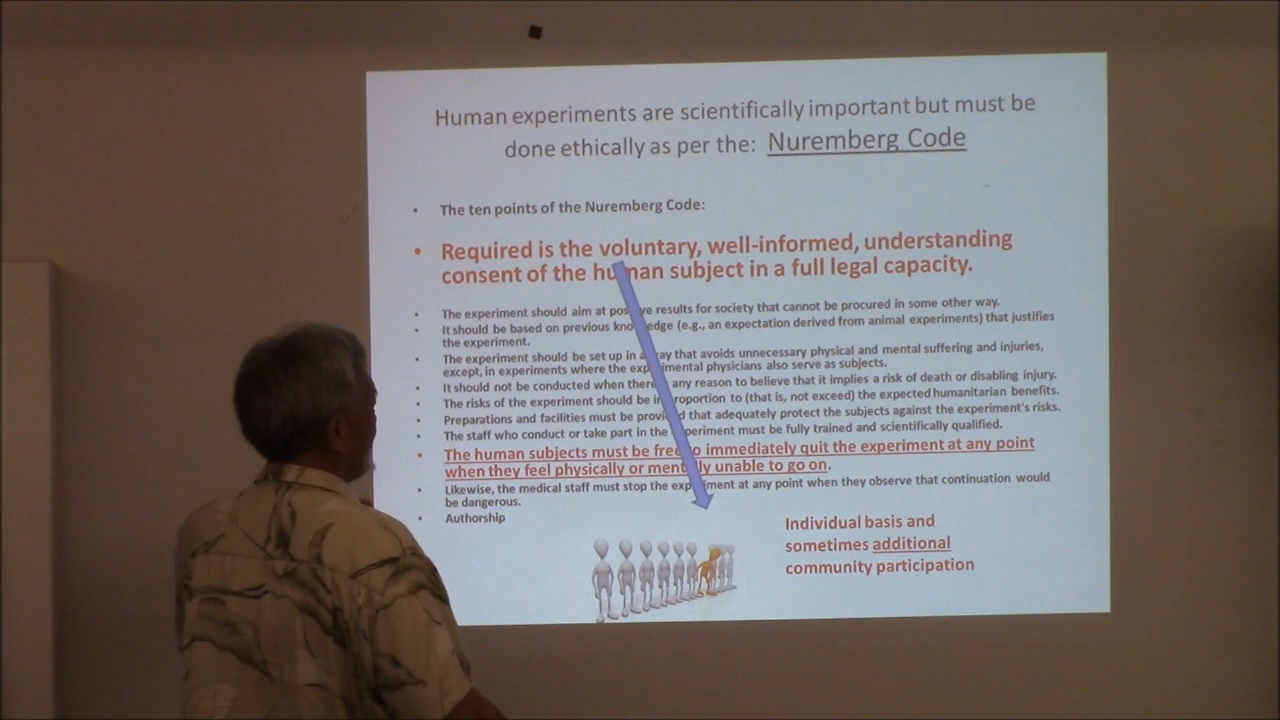 Human experiments are scientifically important but must be
done ethically as per the: Nuremberg Code
• The ten points of the Nuremberg Code:
• Required is the voluntary, well-informed, understanding
consent of the human subject in a full legal capacity.
• The experiment should aim at positive results for society that cannot be procured in some other way.
• It should be based on previous knowledge (e.g., an expectation derived from animal experiments) that justifies
the experiment.
• The experiment should be set up in a way that avoids unnecessary physical and mental suffering and injuries,
except, in experiments where the experimental physicians also serve as subjects.
• It should not be conducted when there is any reason to believe that it implies a risk of death or disabling injury.
• The risks of the experiment should be in proportion to (that is, not exceed) the expected humanitarian benefits.
• Preparations and facilities must be provided that adequately protect the subjects against the experiment's risks.
• The staff who conduct or take part in the experiment must be fully trained and scientifically qualified.
• The human subjects must be free to immediately quit the experiment at any point
when they feel physically or mentally unable to go on.
• Likewise, the medical staff must stop the experiment at any point when they observe that continuation would
be dangerous.
• Authorship
Individual basis and
sometimes additional
community participation